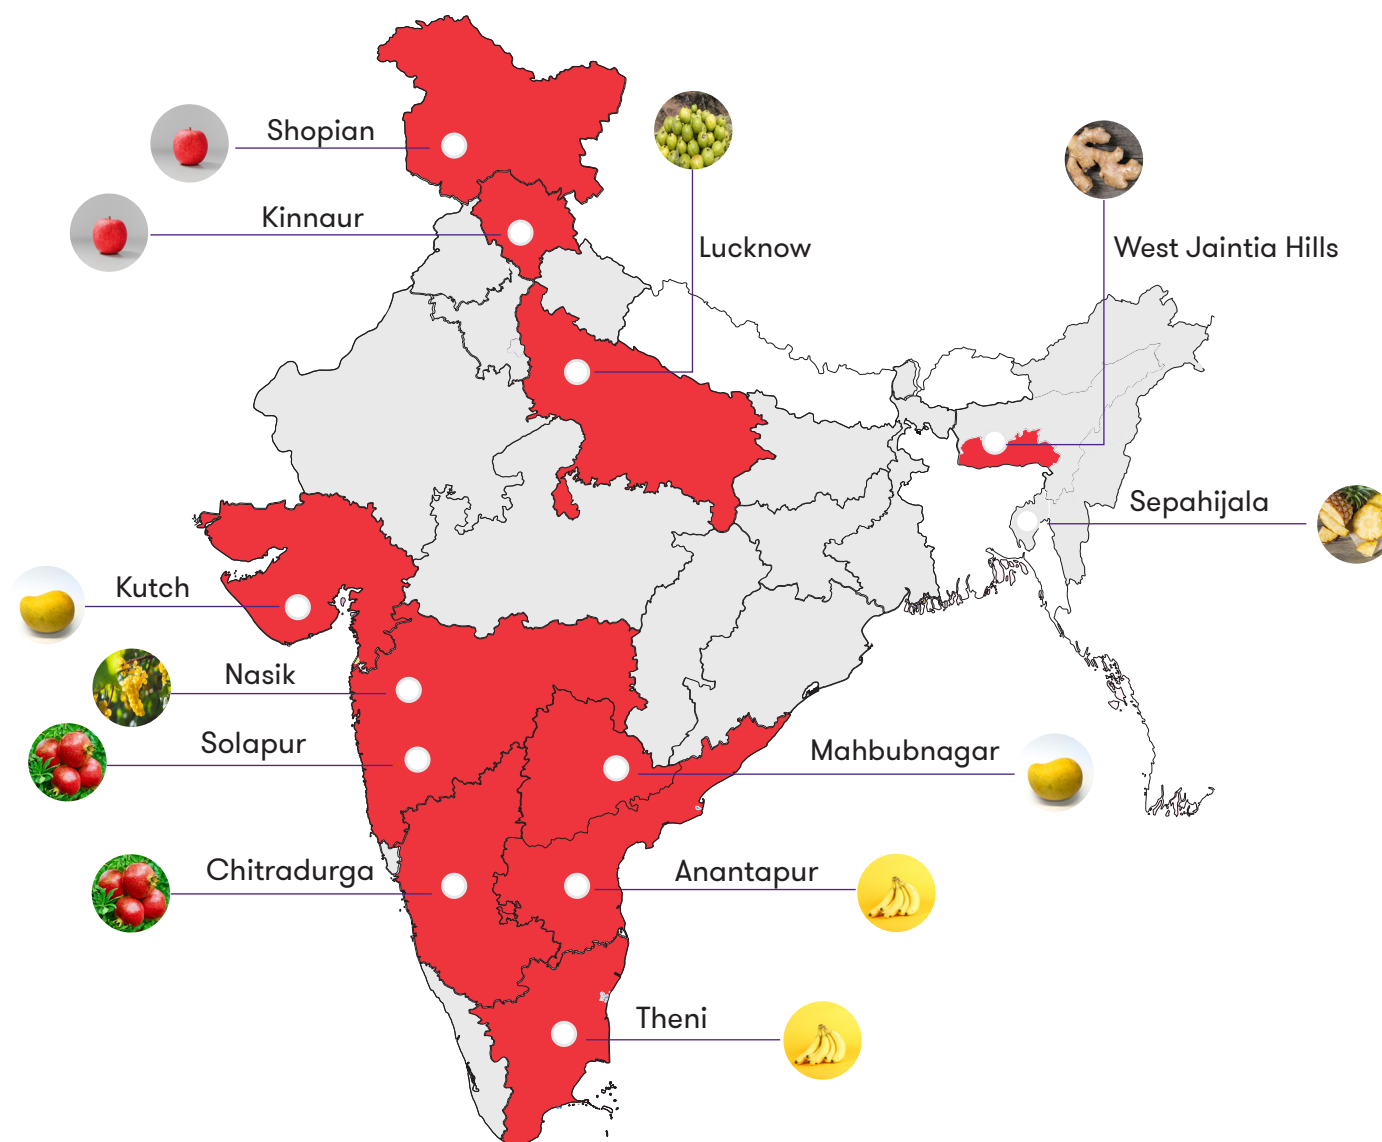 Shopian
Kinnaur
Lucknow
West Jaintia Hills
Sepahijala
Kutch
Nasik
Solapur
Mahbubnagar
Chitradurga
Anantapur
Theni